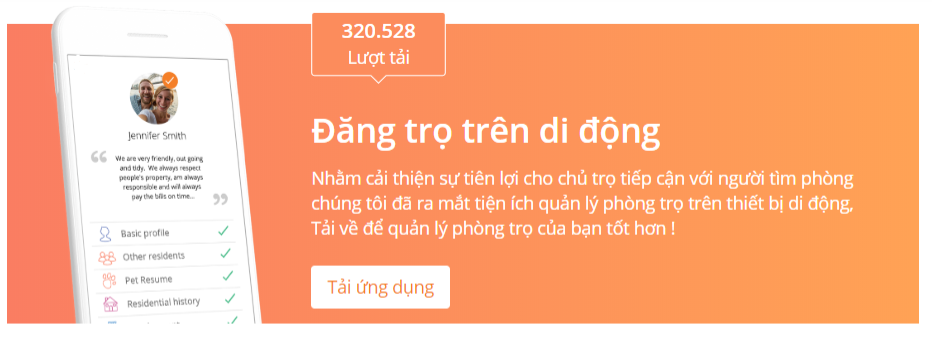 320.528
Lượt tải
Đăng trọ trên di động
Nhằm cải thiện sự tiên lợi cho chủ trọ tiếp cận với người tìm phòng
chúng tôi đã ra mắt tiện ích quản lý phòng trọ trên thiết bị di động,
Tải về để quản lý phòng trọ của bạn tốt hơn !
Tải ứng dụng
Jennifer Smith
“
We are very friendly, out going
and tidy. We always respect
people's property, am always
responsible and will always
pay the bills on time...
”
Basic profile
Other residents
Pet Resume
Residential history